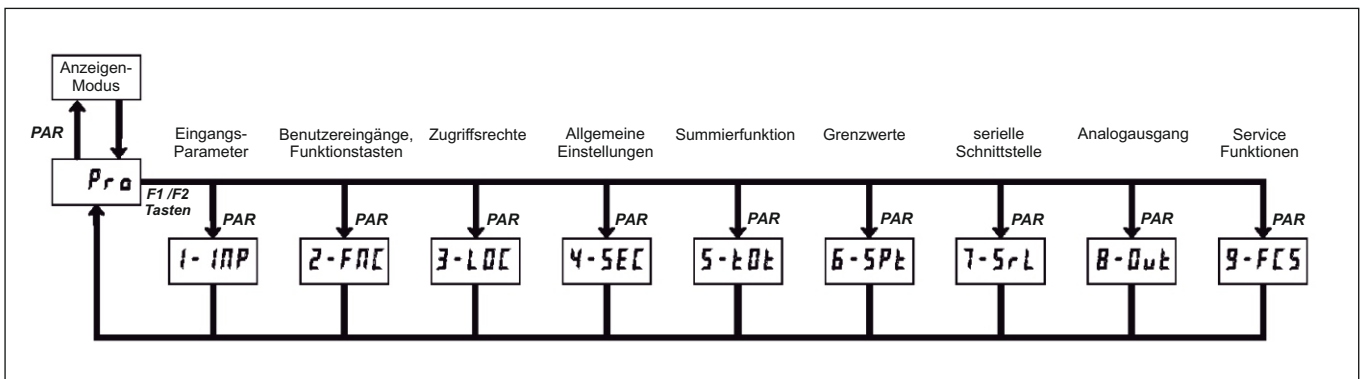 Anzeigen-
Modus
PAR
Pro
F1 /F2
Tasten
Eingangs-
Parameter
Benutzereingänge,
Funktionstasten
Zugriffsrechte
Allgemeine
Einstellungen
Summierfunktion
Grenzwerte
serielle
Schnittstelle
Analogausgang
Service
Funktionen
PAR
PAR
PAR
PAR
PAR
PAR
PAR
PAR
PAR
1-INP
2-FNC
3-LOC
4-SEC
5-tOt
6-SPt
7-SrL
8-Out
9-FCS